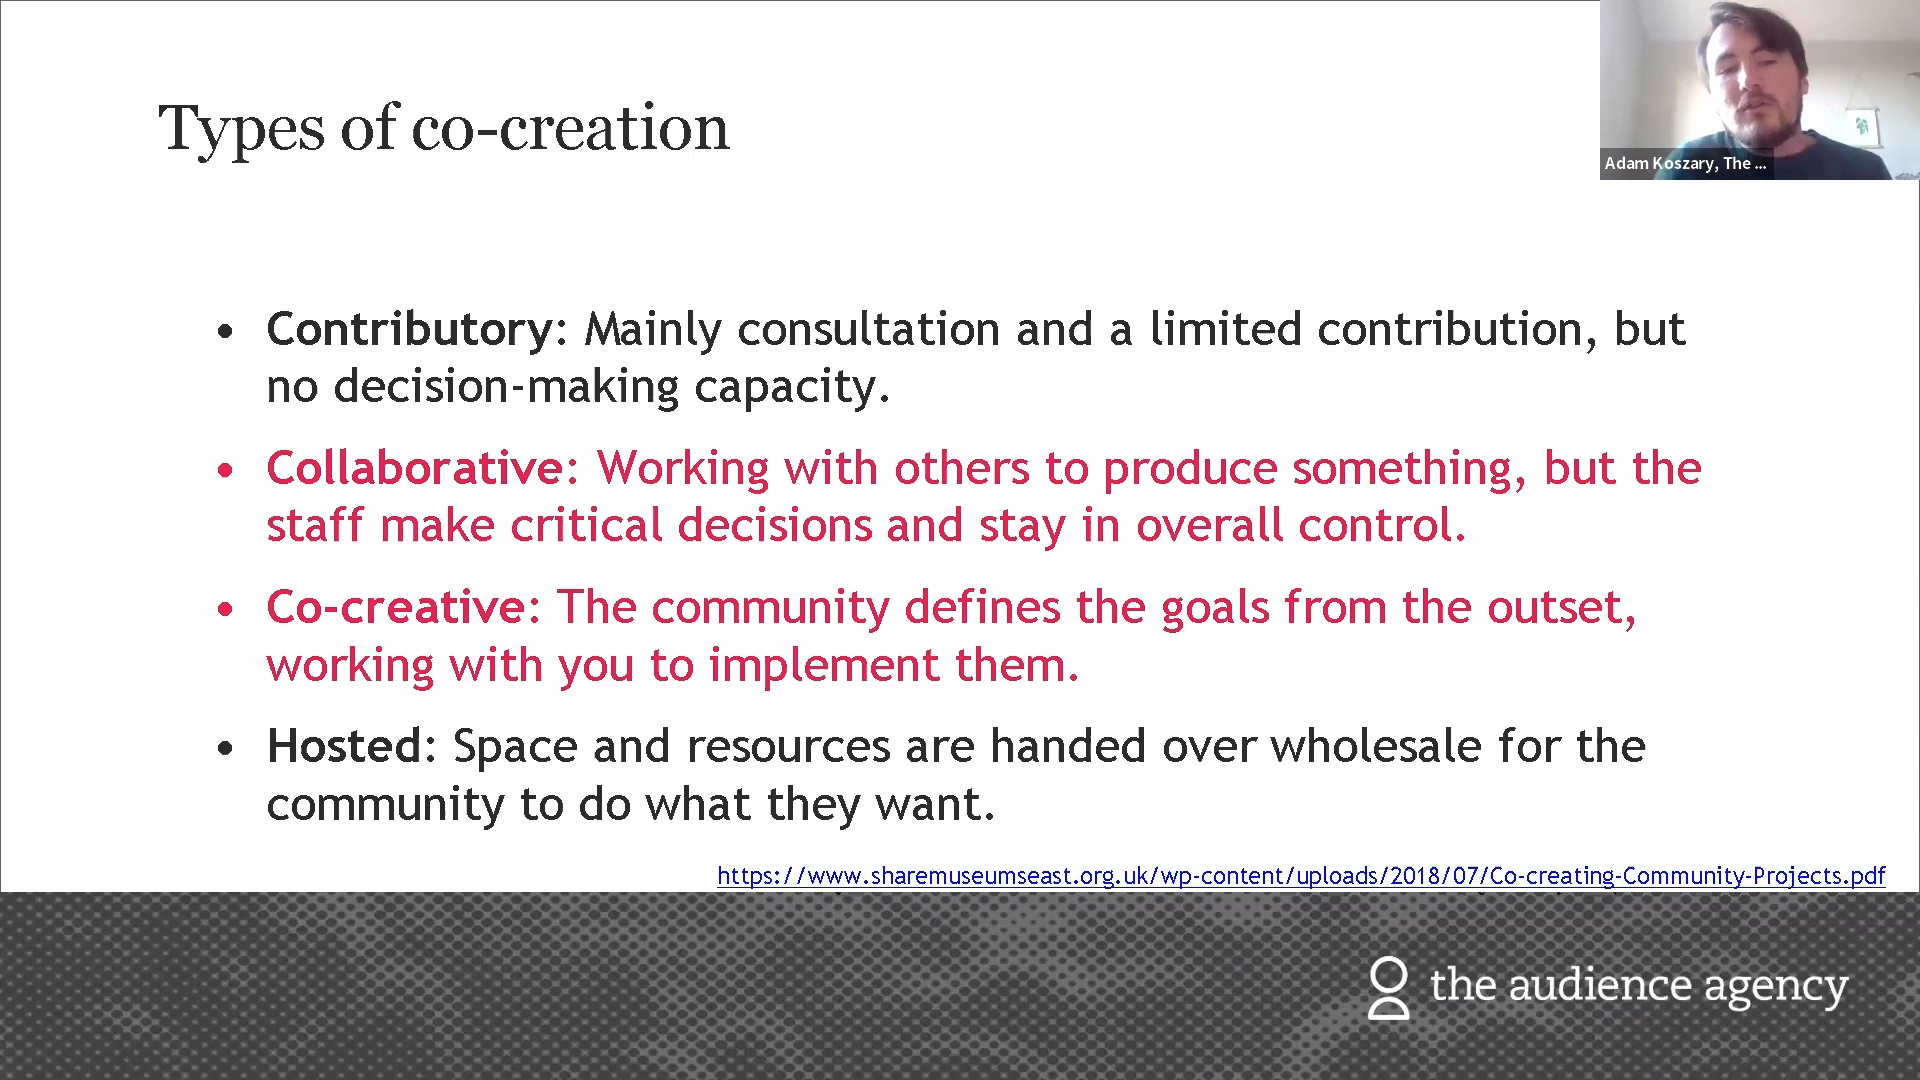 Types of co-creation
Adam Koszary, The ...
• Contributory: Mainly consultation and a limited contribution, but
no decision-making capacity.
• Collaborative: Working with others to produce something, but the
staff make critical decisions and stay in overall control.
• Co-creative: The community defines the goals from the outset,
working with you to implement them.
• Hosted: Space and resources are handed over wholesale for the
community to do what they want.
https://www.sharemuseumseast.org.uk/wp-content/uploads/2018/07/Co-creating-Community-Projects.pdf
the audience agency